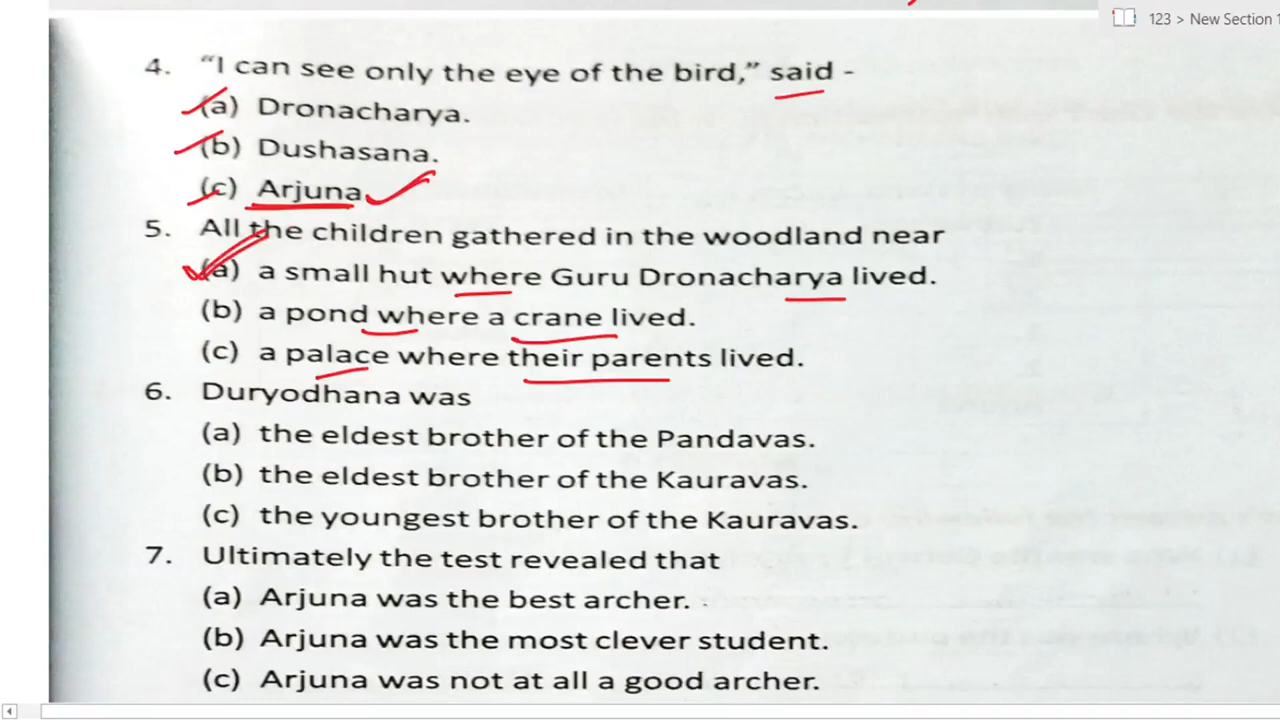 123 > New Section 1
4. “I can see only the eye of the bird,” said -
(a) Dronacharya.
(b) Dushasana.
(c) Arjuna
5. All the children gathered in the woodland near
(a) a small hut where Guru Dronacharya lived.
(b) a pond where a crane lived.
(c) a palace where their parents lived.
6. Duryodhana was
(a) the eldest brother of the Pandavas.
(b) the eldest brother of the Kauravas.
(c) the youngest brother of the Kauravas.
7. Ultimately the test revealed that
(a) Arjuna was the best archer.
(b) Arjuna was the most clever student.
(c) Arjuna was not at all a good archer.